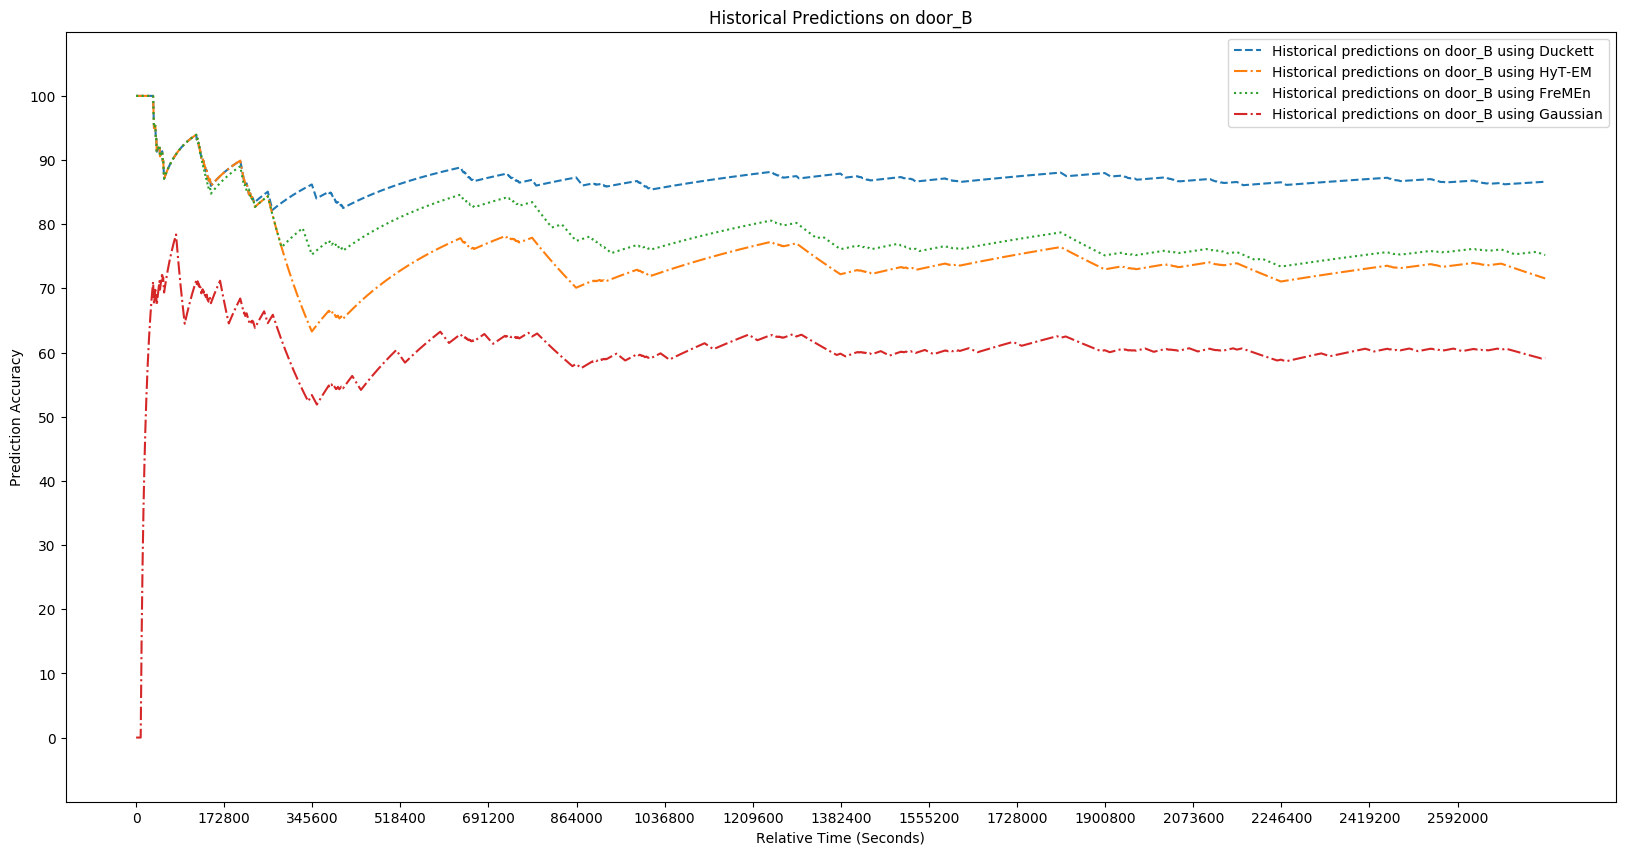 Historical Predictions on door_B
Historical predictions on door_B using Duckett
Historical predictions on door_B using HyT-EM
Historical predictions on door_B using FreMEn
Historical predictions on door_B using Gaussian
Prediction Accuracy
100
90
80
70
60
50
40
30
20
10
0
0 172800 345600 518400 691200 864000 1036800 1209600 1382400 1555200 1728000 1900800 2073600 2246400 2419200 2592000
Relative Time (Seconds)